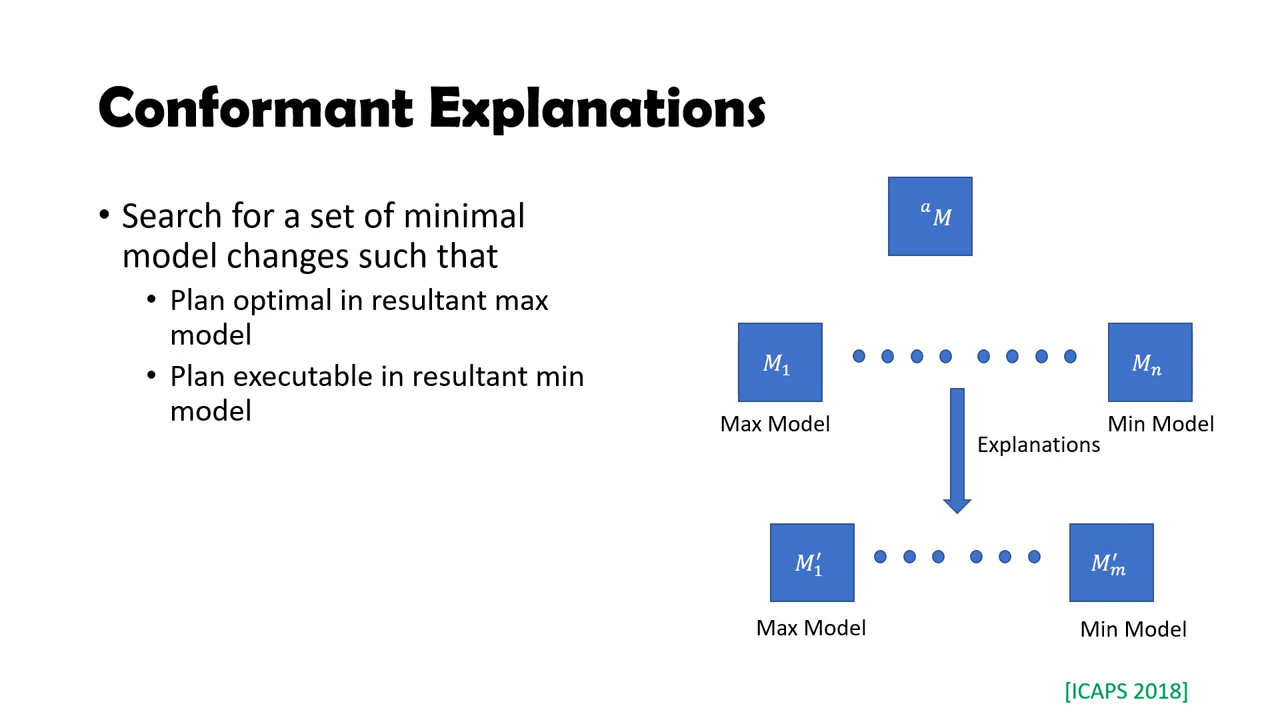 Conformant Explanations
• Search for a set of minimal
model changes such that
• Plan optimal in resultant max
model
• Plan executable in resultant min
model
ᵃM
M₁
Mₙ
Max Model
Min Model
Explanations
M′₁
M′ₘ
Max Model
Min Model
[ICAPS 2018]